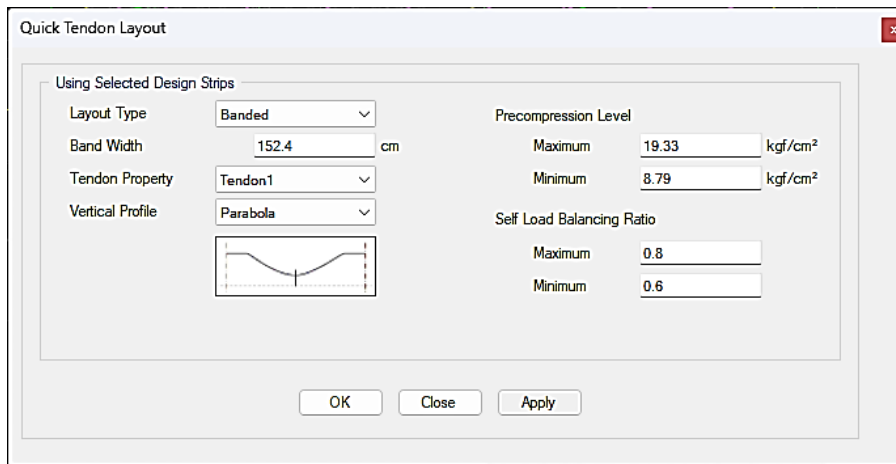 Quick Tendon Layout
Using Selected Design Strips
Layout Type Banded
Band Width 152.4 cm
Tendon Property Tendon1
Vertical Profile Parabola
Precompression Level
Maximum 19.33 kgf/cm²
Minimum 8.79 kgf/cm²
Self Load Balancing Ratio
Maximum 0.8
Minimum 0.6
OK Close Apply